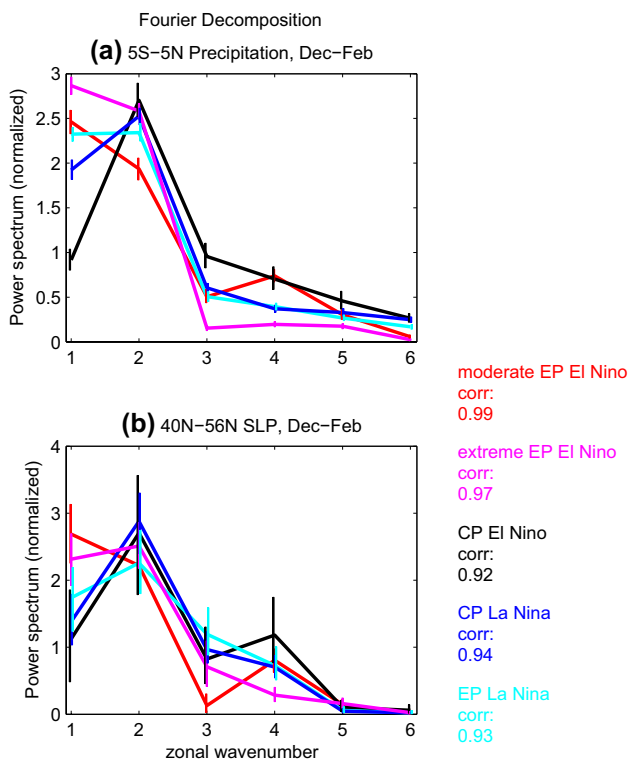 Fourier Decomposition
(a) 5S−5N Precipitation, Dec−Feb
Power spectrum (normalized)
3
2.5
2
1.5
1
0.5
0
1 2 3 4 5 6
(b) 40N−56N SLP, Dec−Feb
Power spectrum (normalized)
4
3
2
1
0
1 2 3 4 5 6
zonal wavenumber
moderate EP El Nino
corr:
0.99
extreme EP El Nino
corr:
0.97
CP El Nino
corr:
0.92
CP La Nina
corr:
0.94
EP La Nina
corr:
0.93